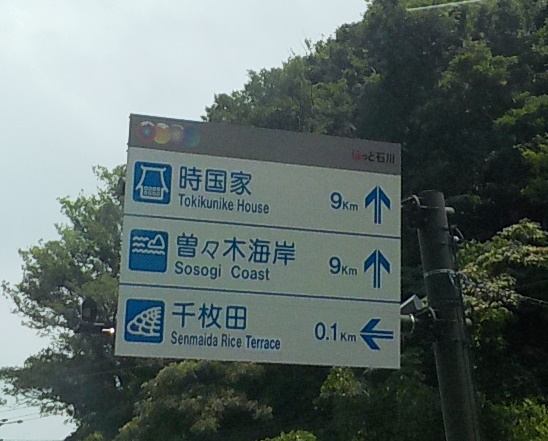 ほっと石川
時国家
Tokikunike House
9Km
曽々木海岸
Sosogi Coast
9Km
千枚田
Senmaida Rice Terrace
0.1Km